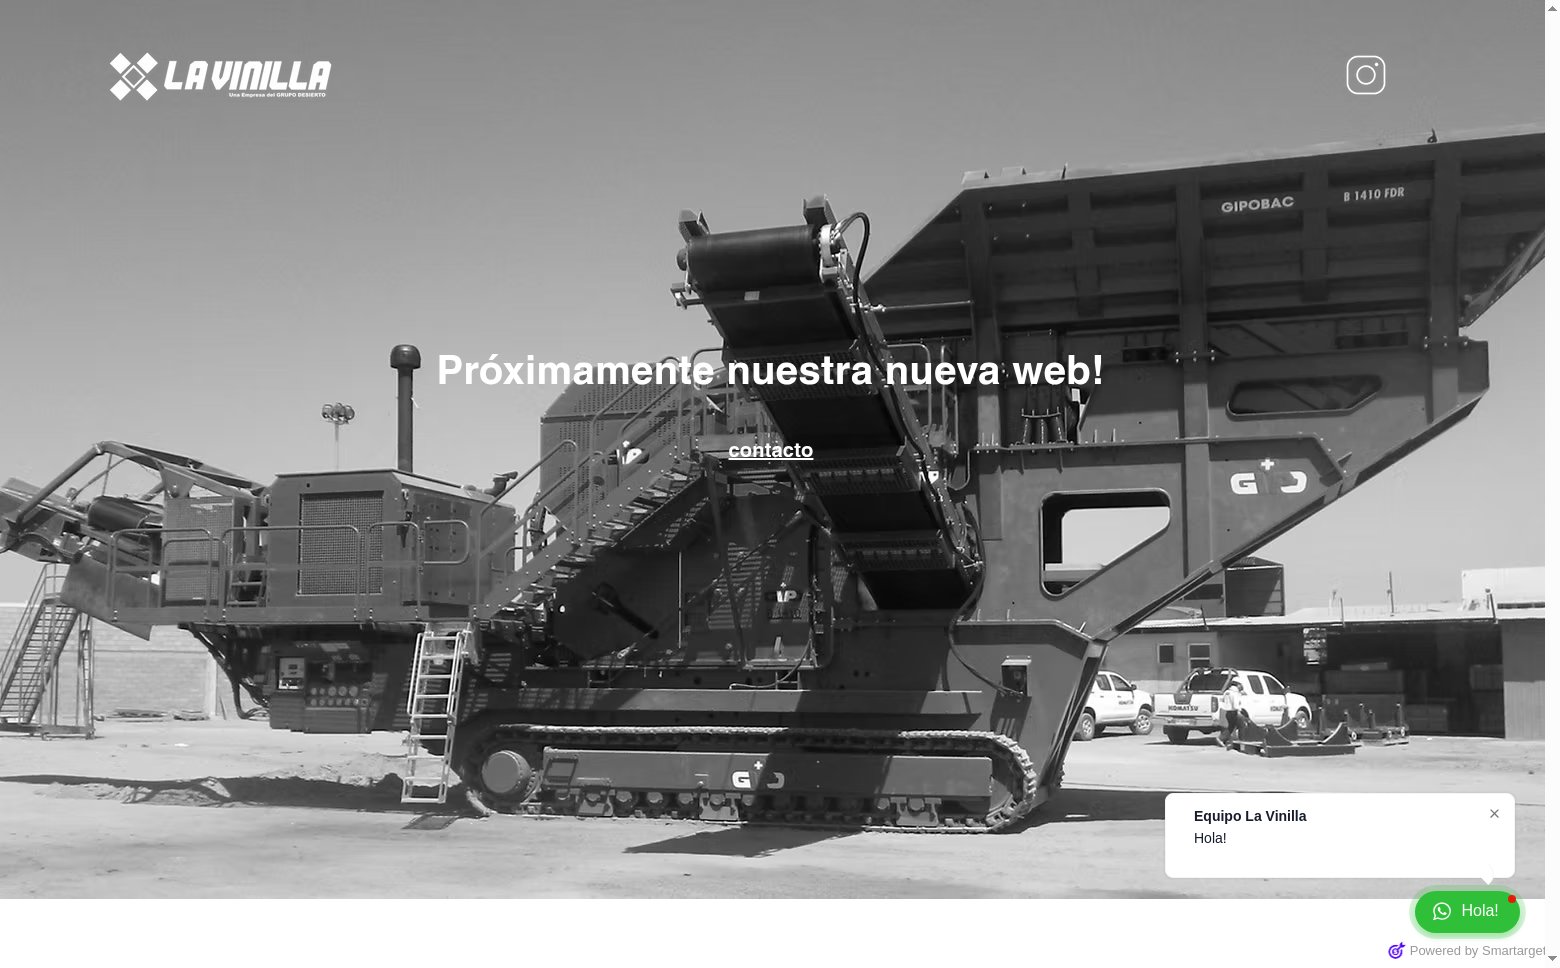 LA VINILLA
Una Empresa del GRUPO DESIERTO
GIPOBAC
B 1410 FDR
Próximamente nuestra nueva web!
contacto
KOMATSU
KOMATSU
Equipo La Vinilla
Hola!
Hola!
Powered by Smartarget